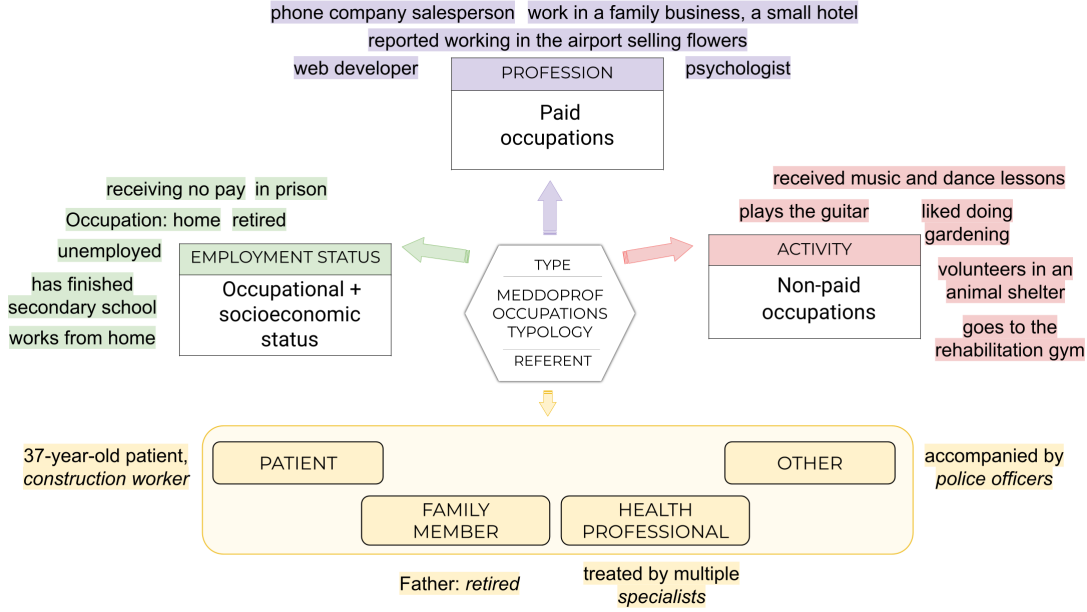 phone company salesperson
work in a family business, a small hotel
reported working in the airport selling flowers
web developer
psychologist
PROFESSION
Paid
occupations
receiving no pay
in prison
Occupation: home
retired
unemployed
has finished
secondary school
works from home
EMPLOYMENT STATUS
Occupational +
socioeconomic
status
TYPE
MEDDOPROF
OCCUPATIONS
TYPOLOGY
REFERENT
received music and dance lessons
plays the guitar
liked doing
gardening
ACTIVITY
Non-paid
occupations
volunteers in an
animal shelter
goes to the
rehabilitation gym
37-year-old patient,
construction worker
PATIENT
FAMILY
MEMBER
HEALTH
PROFESSIONAL
OTHER
accompanied by
police officers
Father: retired
treated by multiple
specialists